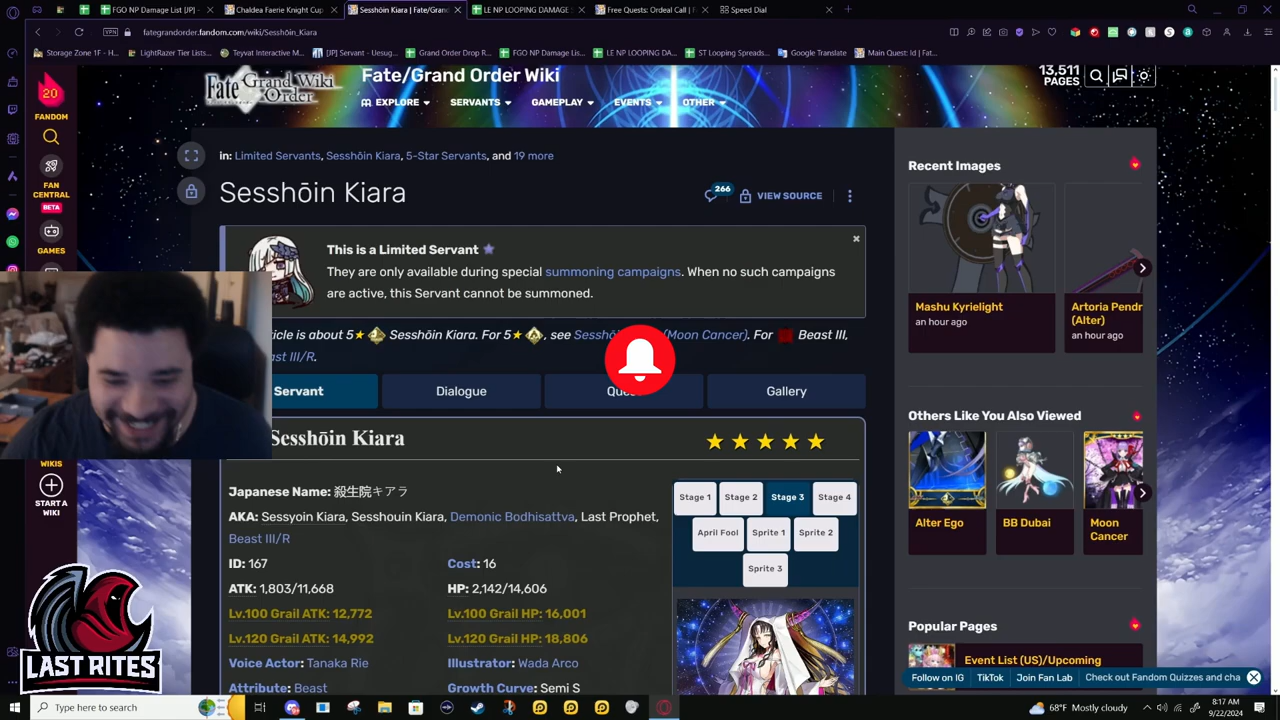 FGO NP Damage List [JP]
Chaldea Faerie Knight Cup
Sesshōin Kiara | Fate/Gran
LE NP LOOPING DAMAGE
Free Quests: Ordeal Call | F
Speed Dial
VPN
fategrandorder.fandom.com/wiki/Sesshōin_Kiara
Storage Zone 1F - H...
LightRazer Tier Lists...
Teyvat Interactive M...
[JP] Servant - Uesug...
Grand Order Drop R...
FGO NP Damage Lis...
LE NP LOOPING DA...
ST Looping Spreads...
Google Translate
Main Quest: Id | Fat...
Fate Grand Order Wiki
Fate/Grand Order Wiki
13,511
PAGES
EXPLORE
SERVANTS
GAMEPLAY
EVENTS
OTHER
20
FANDOM
FAN
CENTRAL
BETA
GAMES
in: Limited Servants, Sesshōin Kiara, 5-Star Servants, and 19 more
Sesshōin Kiara
266
VIEW SOURCE
This is a Limited Servant
They are only available during special summoning campaigns. When no such campaigns
are active, this Servant cannot be summoned.
icle is about 5★ Sesshōin Kiara. For 5★ , see Sessh (Moon Cancer). For Beast III,
ast III/R.
Servant
Dialogue
Que
Gallery
Sesshōin Kiara
★ ★ ★ ★ ★
Japanese Name: 殺生院キアラ
AKA: Sessyoin Kiara, Sesshouin Kiara, Demonic Bodhisattva, Last Prophet,
Beast III/R
ID: 167
Cost: 16
ATK: 1,803/11,668
HP: 2,142/14,606
Lv.100 Grail ATK: 12,772
Lv.100 Grail HP: 16,001
Lv.120 Grail ATK: 14,992
Lv.120 Grail HP: 18,806
Voice Actor: Tanaka Rie
Illustrator: Wada Arco
Attribute: Beast
Growth Curve: Semi S
Stage 1
Stage 2
Stage 3
Stage 4
April Fool
Sprite 1
Sprite 2
Sprite 3
Recent Images
Mashu Kyrielight
an hour ago
Artoria Pendr
(Alter)
an hour ago
Others Like You Also Viewed
Alter Ego
BB Dubai
Moon
Cancer
Popular Pages
Event List (US)/Upcoming
Follow on IG
TikTok
Join Fan Lab
Check out Fandom Quizzes and cha
WIKIS
START A
WIKI
LAST RITES
Type here to search
68°F Mostly cloudy
8:17 AM
9/22/2024